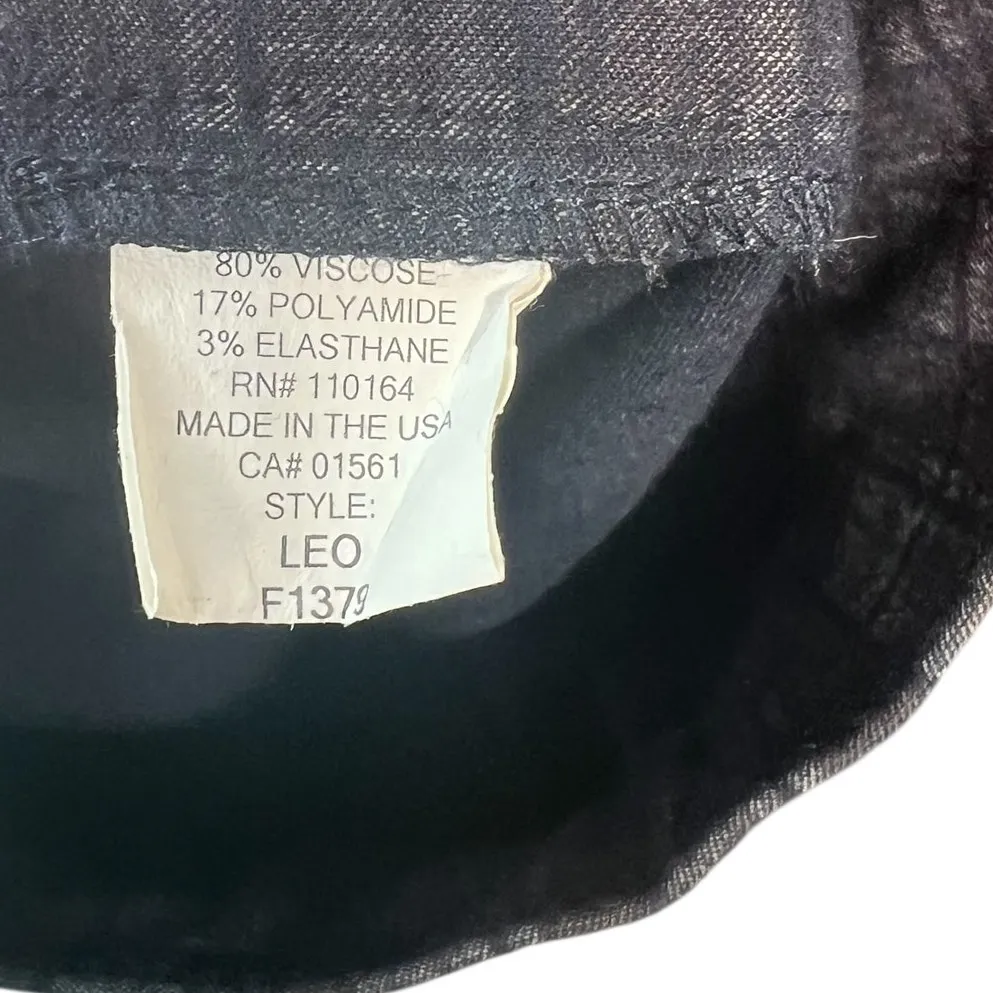 80% VISCOSE
17% POLYAMIDE
3% ELASTHANE
RN# 110164
MADE IN THE USA
CA# 01561
STYLE:
LEO
F1379